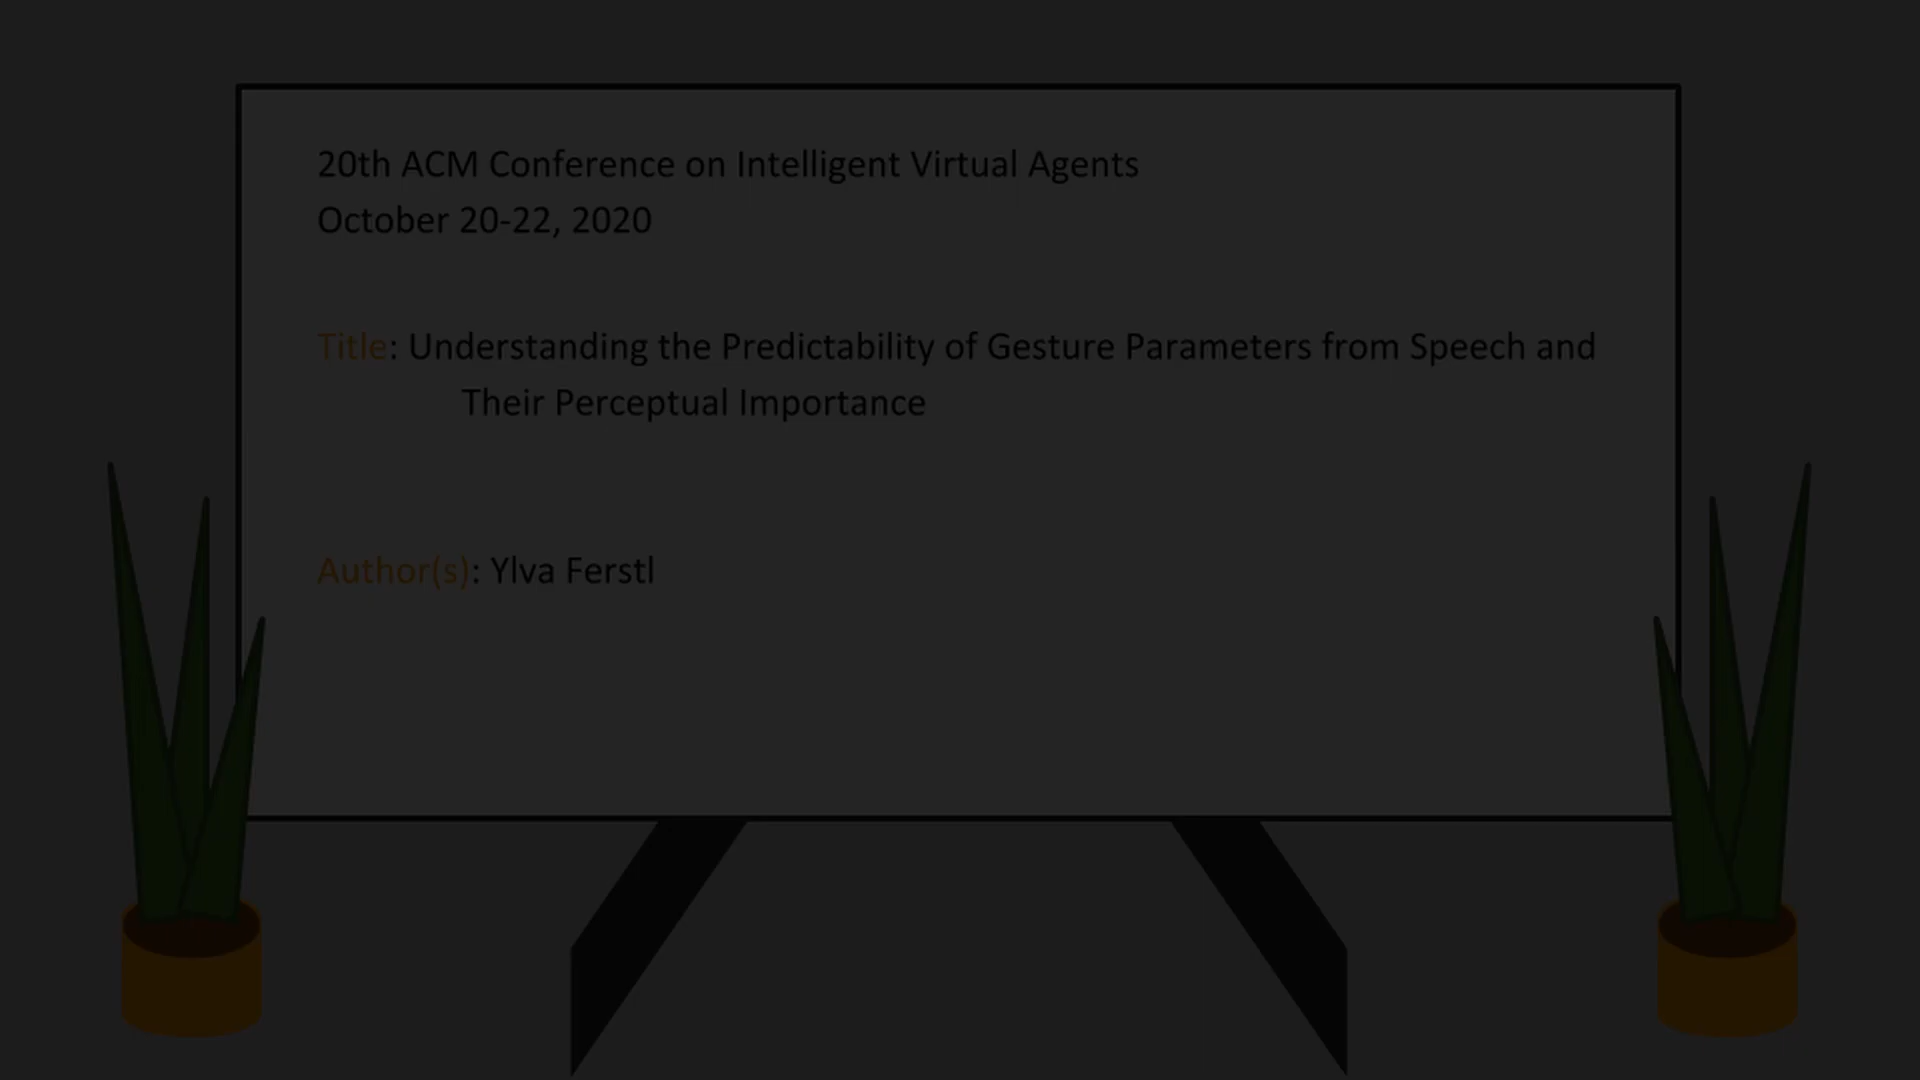 20th ACM Conference on Intelligent Virtual Agents
October 20-22, 2020
Title: Understanding the Predictability of Gesture Parameters from Speech and
Their Perceptual Importance
Author(s): Ylva Ferstl